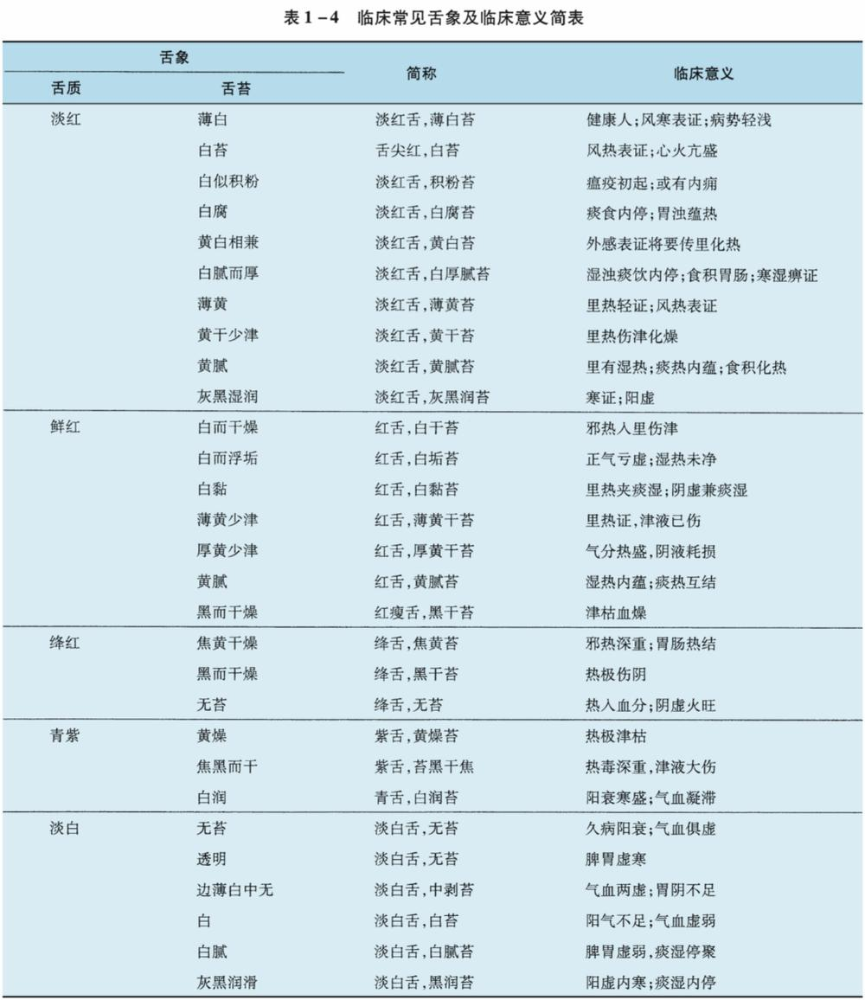 表1-4 临床常见舌象及临床意义简表
舌象 简称 临床意义
舌质 舌苔
淡红 薄白 淡红舌,薄白苔 健康人;风寒表证;病势轻浅
白苔 舌尖红,白苔 风热表证;心火亢盛
白似积粉 淡红舌,积粉苔 瘟疫初起;或有内痈
白腐 淡红舌,白腐苔 痰食内停;胃浊蕴热
黄白相兼 淡红舌,黄白苔 外感表证将要传里化热
白腻而厚 淡红舌,白厚腻苔 湿浊痰饮内停;食积胃肠;寒湿痹证
薄黄 淡红舌,薄黄苔 里热轻证;风热表证
黄干少津 淡红舌,黄干苔 里热伤津化燥
黄腻 淡红舌,黄腻苔 里有湿热;痰热内蕴;食积化热
灰黑湿润 淡红舌,灰黑润苔 寒证;阳虚
鲜红 白而干燥 红舌,白干苔 邪热入里伤津
白而浮垢 红舌,白垢苔 正气亏虚;湿热未净
白黏 红舌,白黏苔 里热夹痰湿;阴虚兼痰湿
薄黄少津 红舌,薄黄干苔 里热证,津液已伤
厚黄少津 红舌,厚黄干苔 气分热盛,阴液耗损
黄腻 红舌,黄腻苔 湿热内蕴;痰热互结
黑而干燥 红瘦舌,黑干苔 津枯血燥
绛红 焦黄干燥 绛舌,焦黄苔 邪热深重;胃肠热结
黑而干燥 绛舌,黑干苔 热极伤阴
无苔 绛舌,无苔 热入血分;阴虚火旺
青紫 黄燥 紫舌,黄燥苔 热极津枯
焦黑而干 紫舌,苔黑干焦 热毒深重,津液大伤
白润 青舌,白润苔 阳衰寒盛;气血凝滞
淡白 无苔 淡白舌,无苔 久病阳衰;气血俱虚
透明 淡白舌,无苔 脾胃虚寒
边薄白中无 淡白舌,中剥苔 气血两虚;胃阴不足
白 淡白舌,白苔 阳气不足;气血虚弱
白腻 淡白舌,白腻苔 脾胃虚弱,痰湿停聚
灰黑润滑 淡白舌,黑润苔 阳虚内寒;痰湿内停